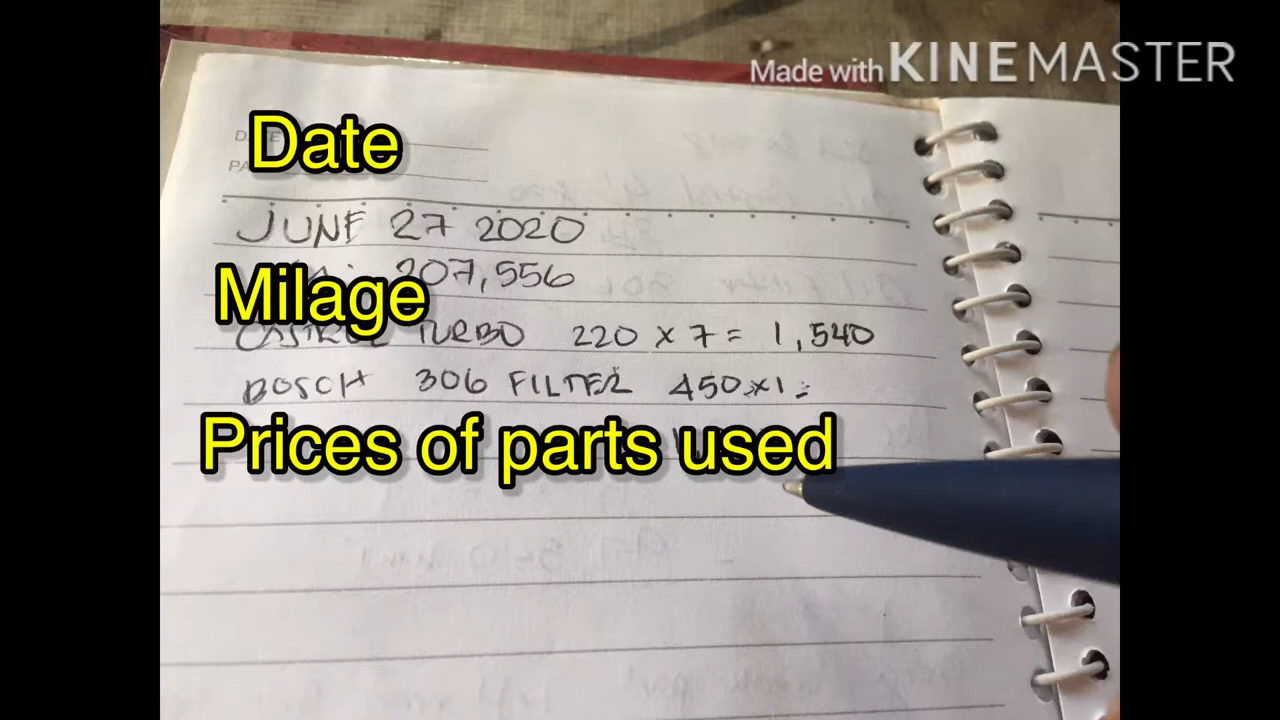 Made with KINEMASTER
Date
JUNE 27 2020
207,556
Milage
CASTROL TURBO 220 x 7 = 1,540
BOSCH 306 FILTER 450 x 1 =
Prices of parts used